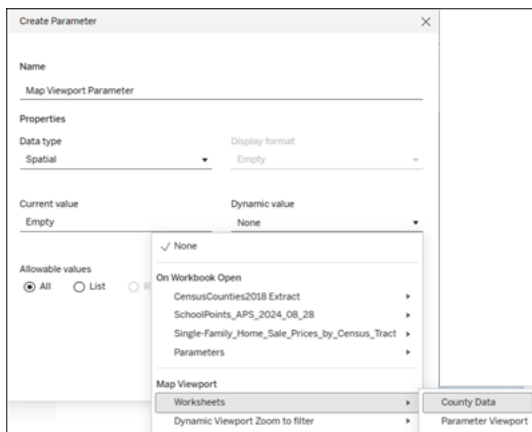 Create Parameter
Name
Map Viewport Parameter
Properties
Data type
Display format
Spatial
Empty
Current value
Dynamic value
Empty
None
✓ None
Allowable values
On Workbook Open
All
List
CensusCounties2018 Extract
SchoolPoints_APS_2024_08_28
Single-Family_Home_Sale_Prices_by_Census_Tract
Parameters
Map Viewport
Worksheets
County Data
Dynamic Viewport Zoom to filter
Parameter Viewport